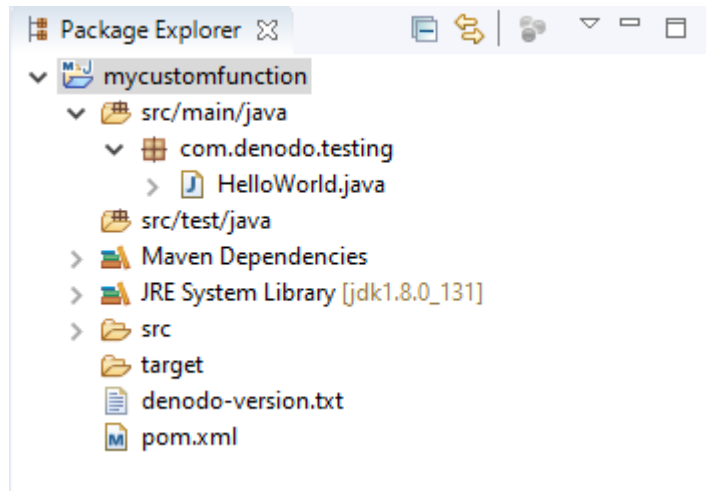 Package Explorer
mycustomfunction
src/main/java
com.denodo.testing
HelloWorld.java
src/test/java
Maven Dependencies
JRE System Library [jdk1.8.0_131]
src
target
denodo-version.txt
pom.xml